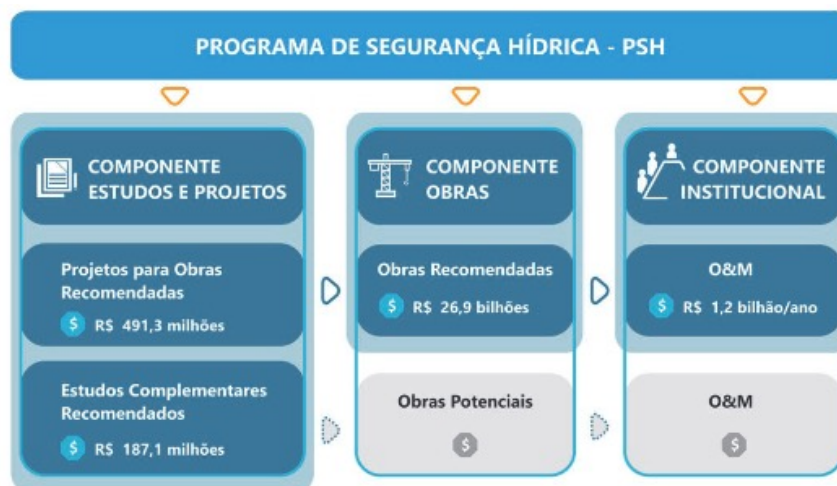 PROGRAMA DE SEGURANÇA HÍDRICA - PSH
COMPONENTE
ESTUDOS E PROJETOS
Projetos para Obras
Recomendadas
$ R$ 491,3 milhões
Estudos Complementares
Recomendados
$ R$ 187,1 milhões
COMPONENTE
OBRAS
Obras Recomendadas
$ R$ 26,9 bilhões
Obras Potenciais
$
COMPONENTE
INSTITUCIONAL
O&M
$ R$ 1,2 bilhão/ano
O&M
$